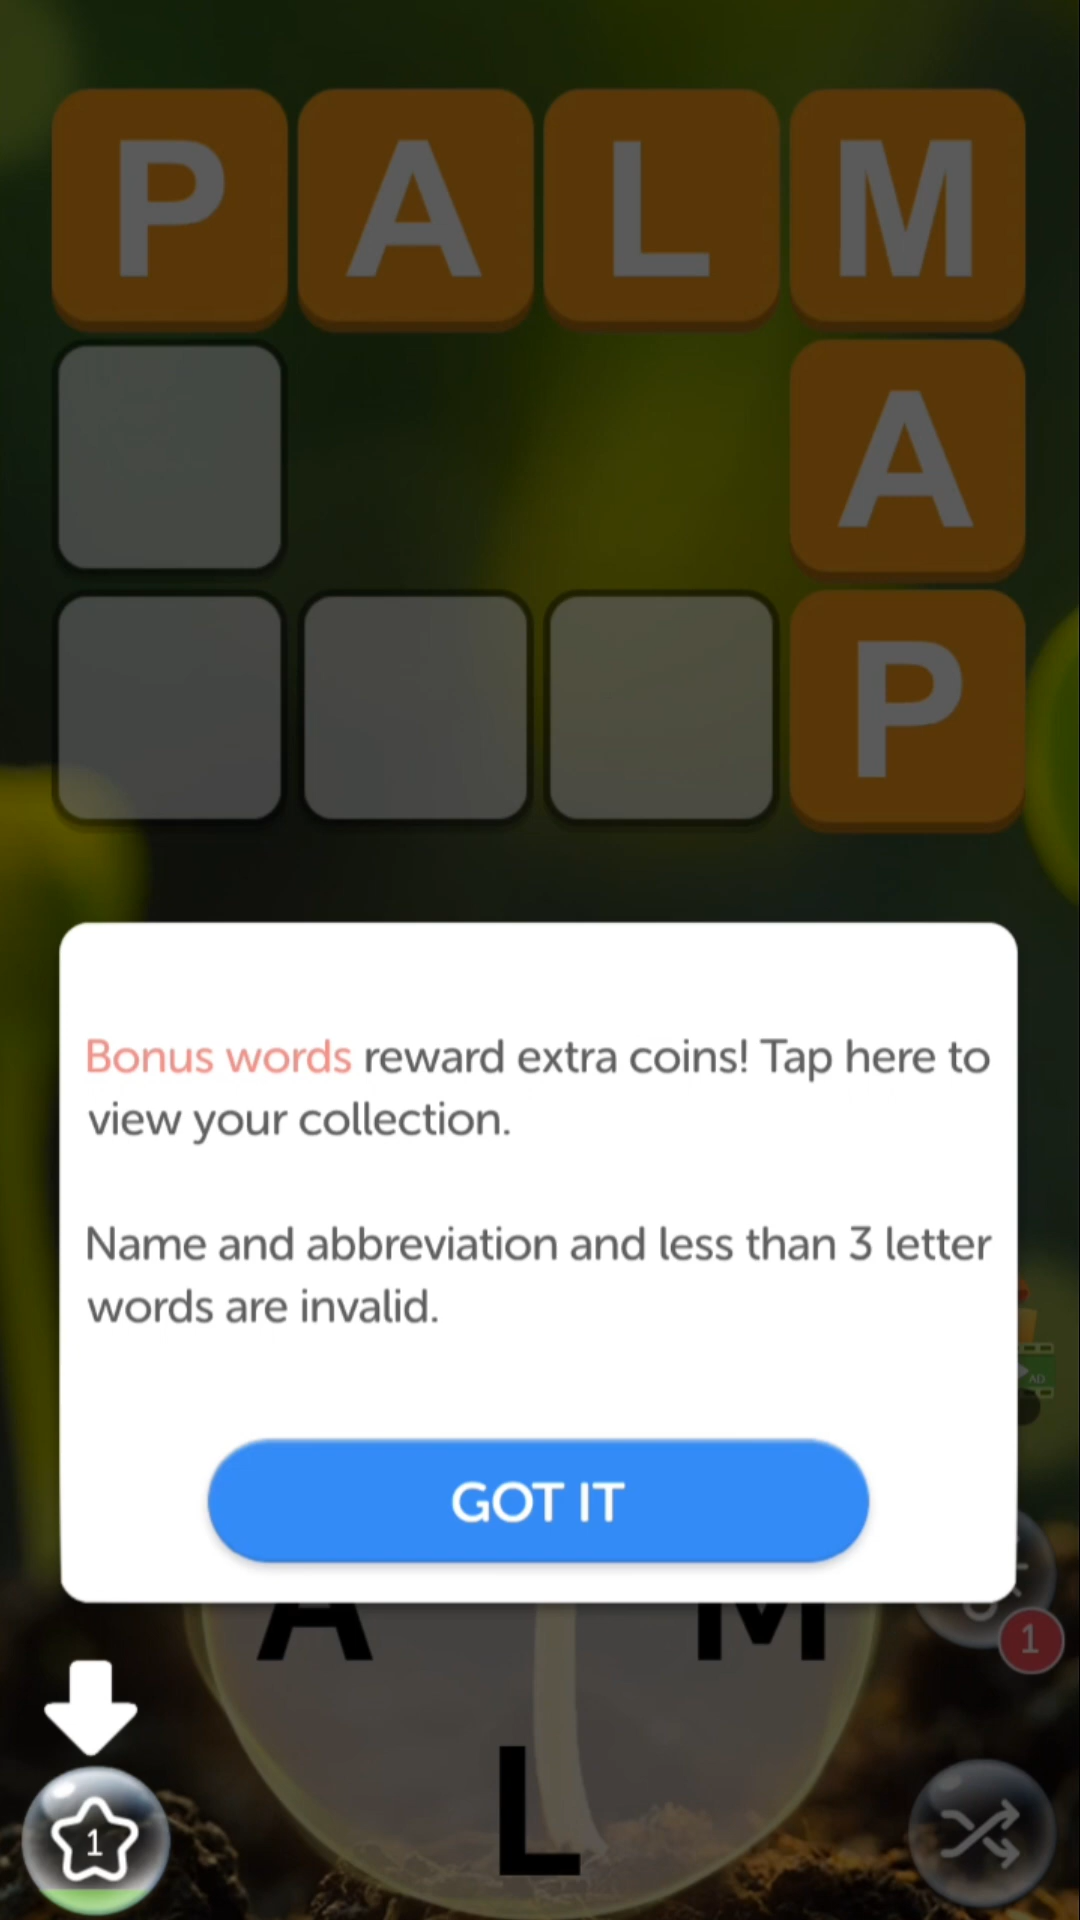 P A L M
A
P
Bonus words reward extra coins! Tap here to
view your collection.
Name and abbreviation and less than 3 letter
words are invalid.
AD
GOT IT
A M
1
L
1